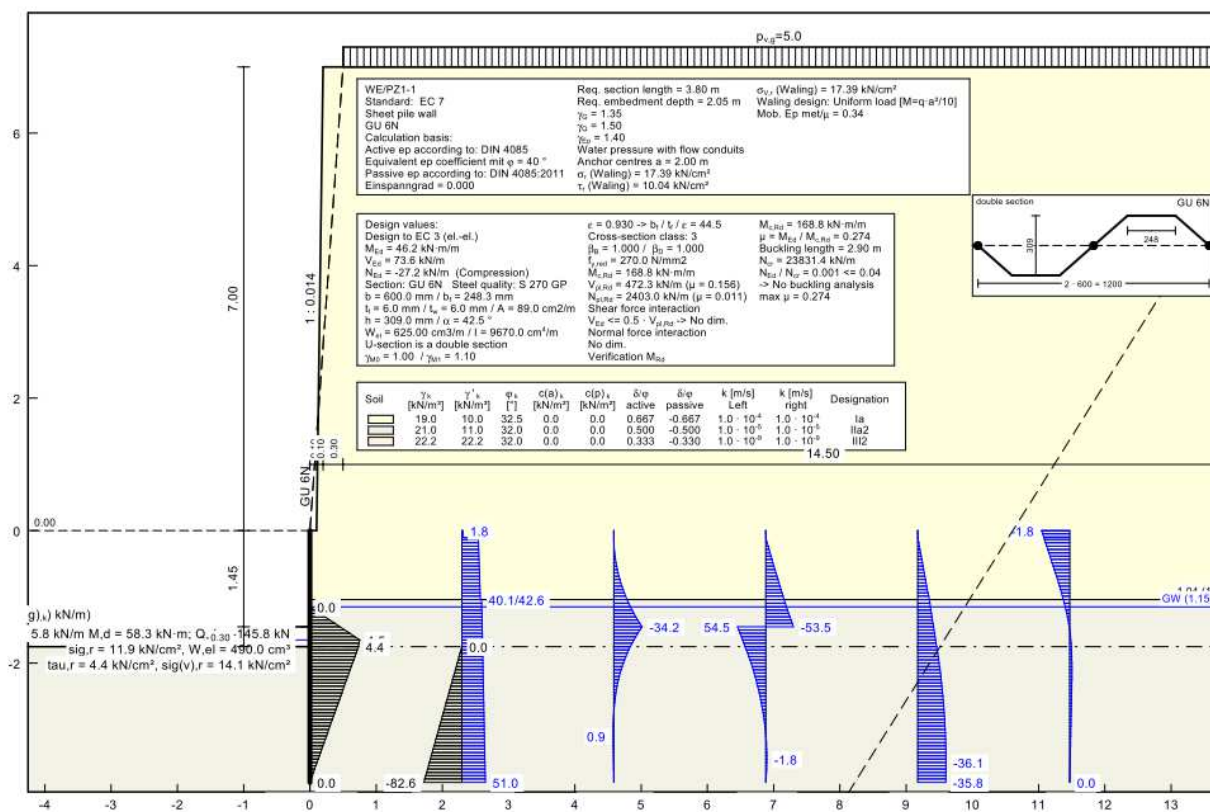 p_v,g=5.0
WE/PZ1-1
Standard: EC 7
Sheet pile wall
GU 6N
Calculation basis:
Active ep according to: DIN 4085
Equivalent ep coefficient mit φ = 40 °
Passive ep according to: DIN 4085:2011
Einspanngrad = 0.000
Req. section length = 3.80 m
Req. embedment depth = 2.05 m
γG = 1.35
γQ = 1.50
γEp = 1.40
Water pressure with flow conduits
Anchor centres a = 2.00 m
σr (Waling) = 17.39 kN/cm²
τr (Waling) = 10.04 kN/cm²
σV,r (Waling) = 17.39 kN/cm²
Waling design: Uniform load [M=q·a²/10]
Mob. Ep met/μ = 0.34
double section GU 6N
309
248
2 · 600 = 1200
Design values:
Design to EC 3 (el.-el.)
MEd = 46.2 kN·m/m
VEd = 73.6 kN/m
NEd = -27.2 kN/m (Compression)
Section: GU 6N Steel quality: S 270 GP
b = 600.0 mm / bf = 248.3 mm
tf = 6.0 mm / tw = 6.0 mm / A = 89.0 cm2/m
h = 309.0 mm / α = 42.5 °
Wel = 625.00 cm3/m / I = 9670.0 cm⁴/m
U-section is a double section
γM0 = 1.00 / γM1 = 1.10
ε = 0.930 -> bf / tf / ε = 44.5
Cross-section class: 3
βB = 1.000 / βD = 1.000
fy,red = 270.0 N/mm2
Mc,Rd = 168.8 kN·m/m
Vpl,Rd = 472.3 kN/m (μ = 0.156)
Npl,Rd = 2403.0 kN/m (μ = 0.011)
Shear force interaction
VEd <= 0.5 · Vpl,Rd -> No dim.
Normal force interaction
No dim.
Verification MRd
Mc,Rd = 168.8 kN·m/m
μ = MEd / Mc,Rd = 0.274
Buckling length = 2.90 m
Ncr = 23831.4 kN/m
NEd / Ncr = 0.001 <= 0.04
-> No buckling analysis
max μ = 0.274
Soil γk [kN/m³] γ'k [kN/m³] φk [°] c(a)k [kN/m²] c(p)k [kN/m²] δ/φ active δ/φ passive k [m/s] Left k [m/s] right Designation
19.0 10.0 32.5 0.0 0.0 0.667 -0.667 1.0 · 10⁻⁴ 1.0 · 10⁻⁴ Ia
21.0 11.0 32.0 0.0 0.0 0.500 -0.500 1.0 · 10⁻⁵ 1.0 · 10⁻⁵ IIa2
22.2 22.2 32.0 0.0 0.0 0.333 -0.330 1.0 · 10⁻⁹ 1.0 · 10⁻⁹ III2
7.00
1 : 0.014
0.10
0.30
14.50
GU 6N
0.00
1.45
1.8
-1.8
40.1/42.6
GW (1.15
0.0
g),k) kN/m)
5.8 kN/m M,d = 58.3 kN·m; Q
0.30
145.8 kN
sig,r = 11.9 kN/cm², W,el = 490.0 cm³
tau,r = 4.4 kN/cm², sig(v),r = 14.1 kN/cm²
4.4
0.0
-34.2
54.5
-53.5
0.9
-1.8
-36.1
-35.8
0.0
-82.6
51.0
0.0
6
4
2
0
-2
-4 -3 -2 -1 0 1 2 3 4 5 6 7 8 9 10 11 12 13